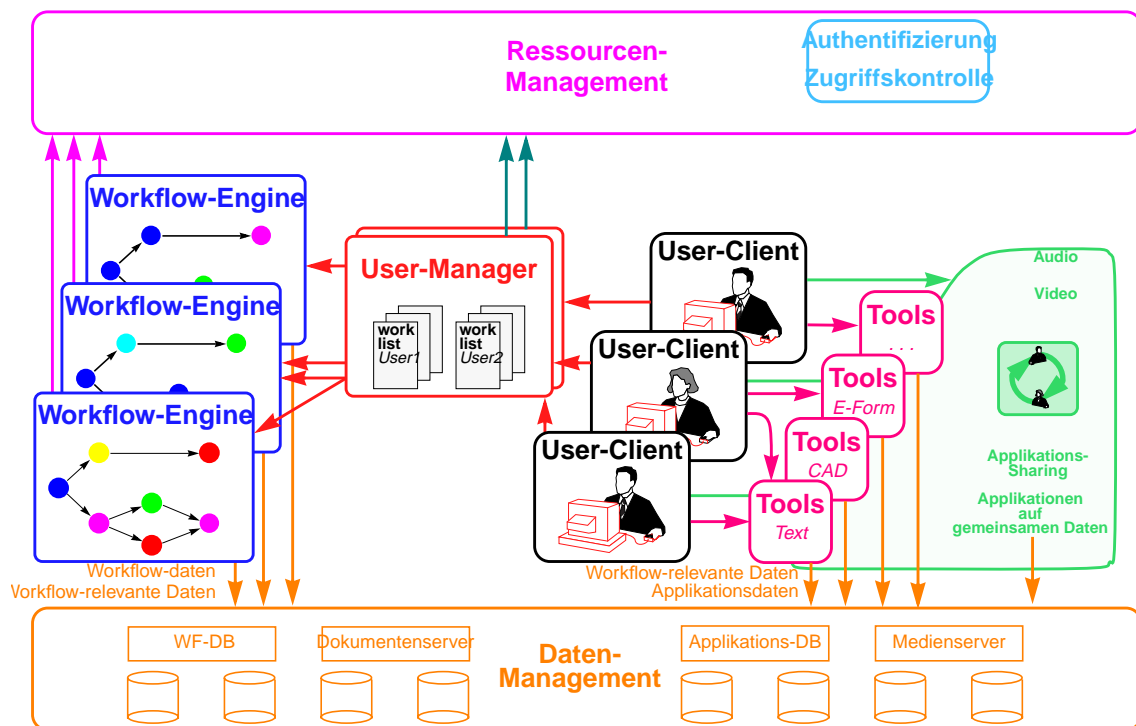 Ressourcen-
Management
Authentifizierung
Zugriffskontrolle
Workflow-Engine
Workflow-Engine
Workflow-Engine
User-Manager
work
list
User1
work
list
User2
User-Client
User-Client
User-Client
Tools
. . .
Tools
E-Form
Tools
CAD
Tools
Text
Audio
Video
Applikations-
Sharing
Applikationen
auf
gemeinsamen Daten
Workflow-daten
Workflow-relevante Daten
Workflow-relevante Daten
Applikationsdaten
WF-DB
Dokumentenserver
Daten-
Management
Applikations-DB
Medienserver